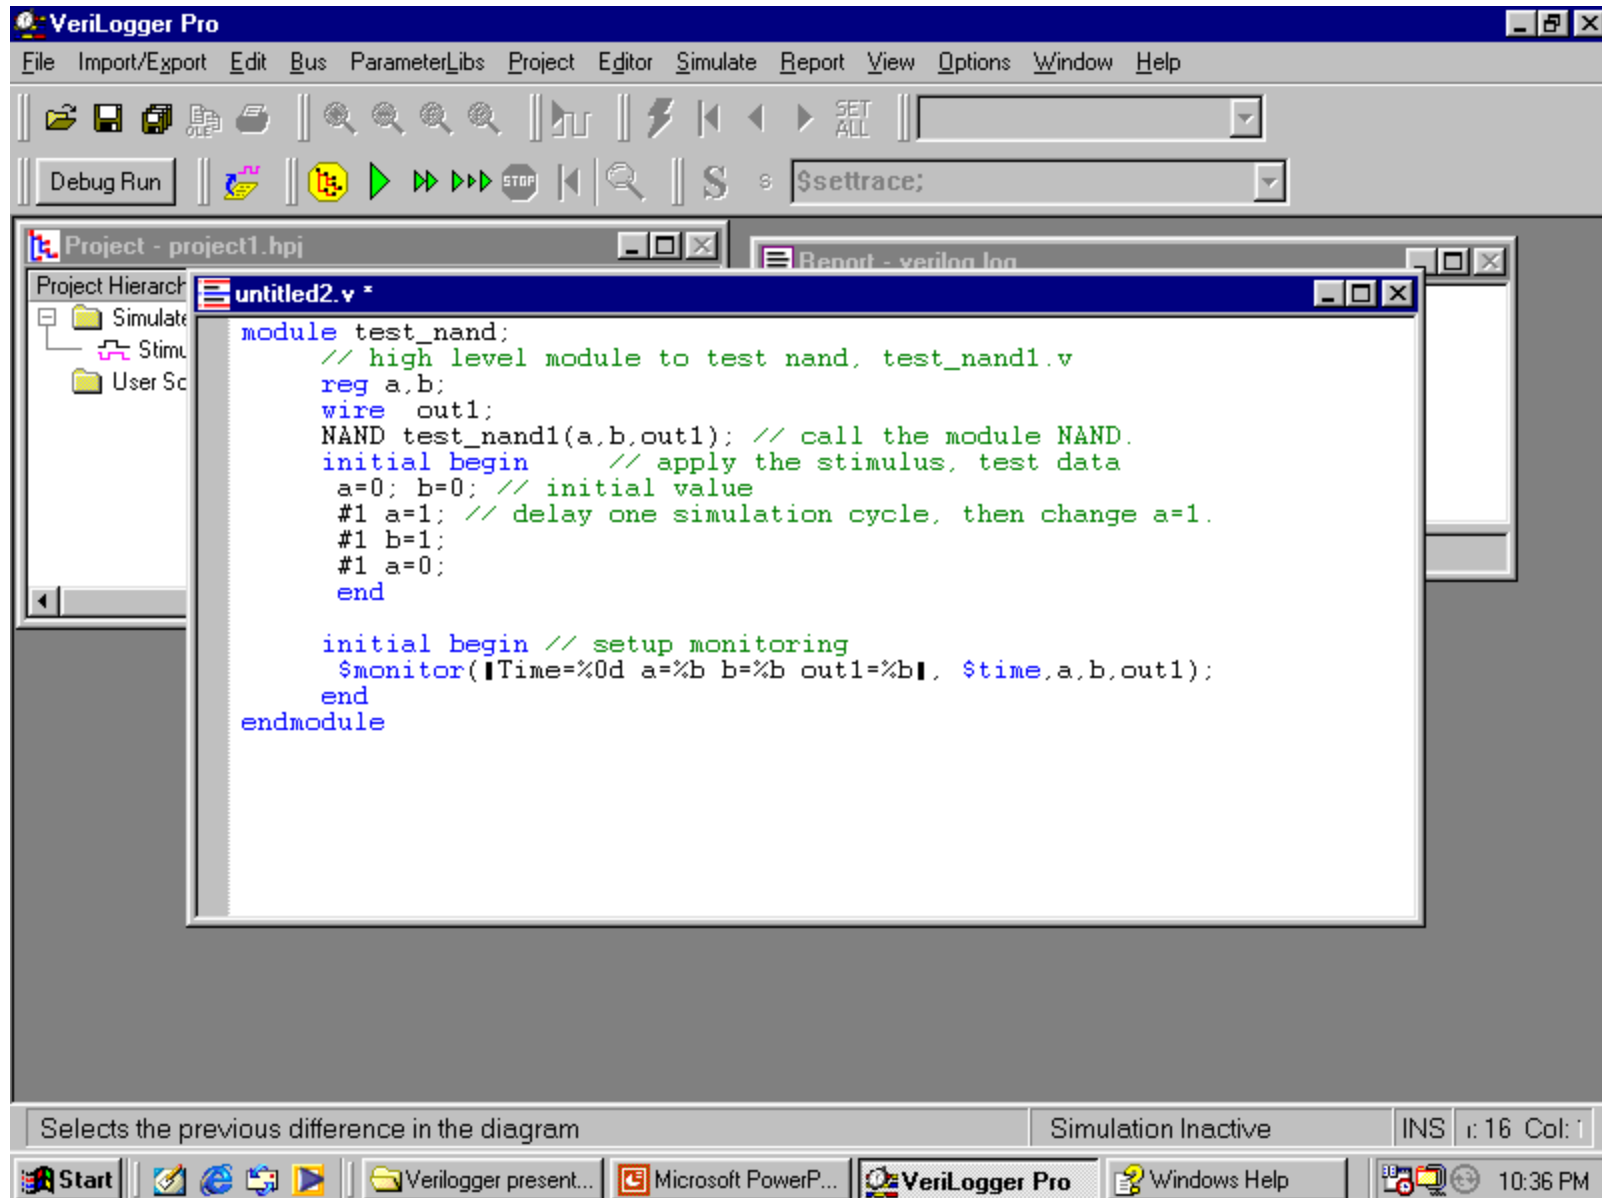 VeriLogger Pro
File Import/Export Edit Bus ParameterLibs Project Editor Simulate Report View Options Window Help
OLE SET ALL
Debug Run STOP S s $settrace;
Project - project1.hpj
Report - verilog.log
Project Hierarch
untitled2.v *
Simulate
Stimu
User So
module test_nand;
// high level module to test nand, test_nand1.v
reg a,b;
wire out1;
NAND test_nand1(a,b,out1); // call the module NAND.
initial begin // apply the stimulus, test data
a=0; b=0; // initial value
#1 a=1; // delay one simulation cycle, then change a=1.
#1 b=1;
#1 a=0;
end
initial begin // setup monitoring
$monitor(▌Time=%0d a=%b b=%b out1=%b▌, $time,a,b,out1);
end
endmodule
Selects the previous difference in the diagram Simulation Inactive INS 16 Col:
Start Verilogger present... Microsoft PowerP... VeriLogger Pro Windows Help 10:36 PM